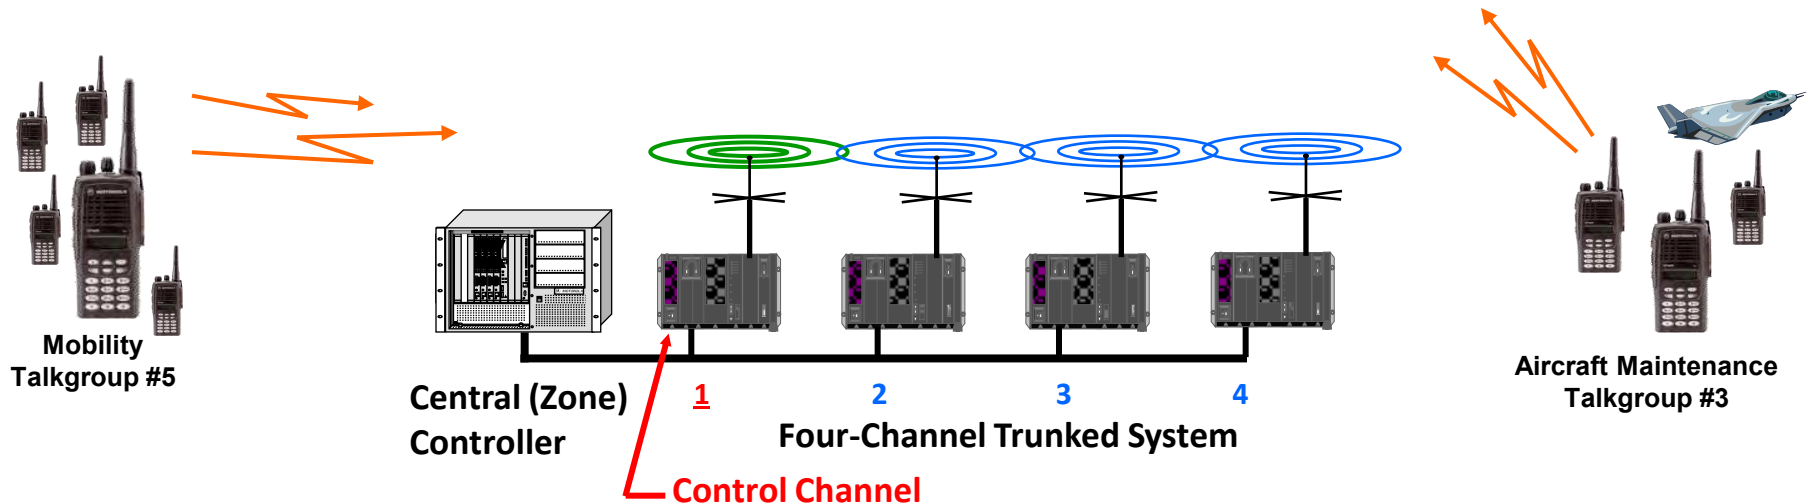 Mobility
Talkgroup #5
Central (Zone)
Controller
1
2
3
4
Four-Channel Trunked System
Control Channel
Aircraft Maintenance
Talkgroup #3